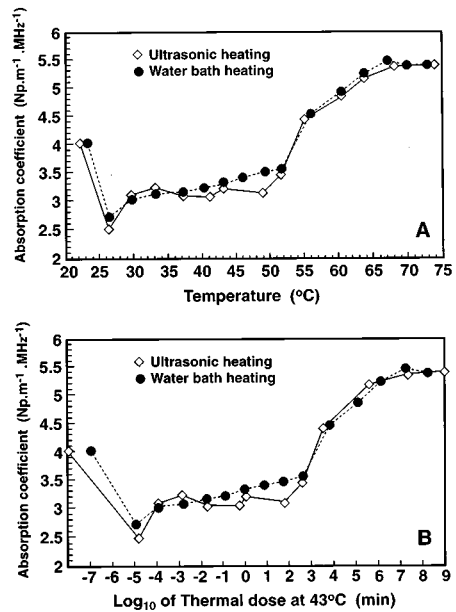 Absorption coefficient (Np.m⁻¹.MHz⁻¹)
6
5.5
5
4.5
4
3.5
3
2.5
2
Ultrasonic heating
Water bath heating
A
20 25 30 35 40 45 50 55 60 65 70 75
Temperature (ºC)
Absorption coefficient (Np.m⁻¹.MHz⁻¹)
6
5.5
5
4.5
4
3.5
3
2.5
2
Ultrasonic heating
Water bath heating
B
-7 -6 -5 -4 -3 -2 -1 0 1 2 3 4 5 6 7 8 9
Log₁₀ of Thermal dose at 43ºC (min)